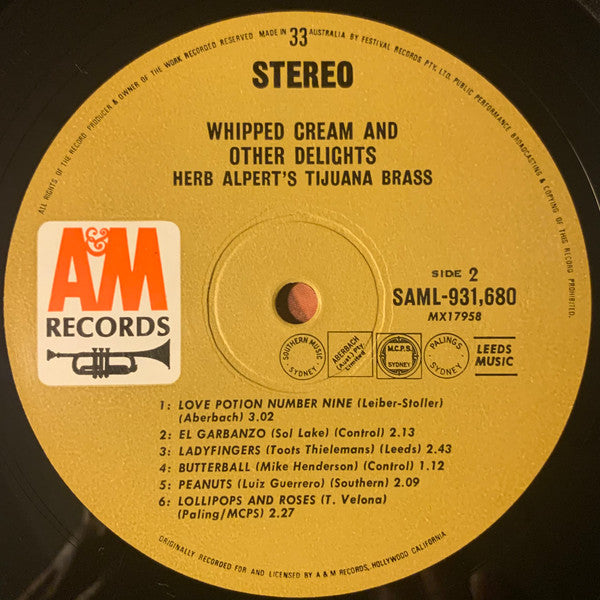 ALL RIGHTS OF THE RECORD PRODUCER & OWNER OF THE WORK RECORDED RESERVED. MADE IN 33 AUSTRALIA BY FESTIVAL RECORDS PTY. LTD. PUBLIC PERFORMANCE BROADCASTING & COPYING OF THIS RECORD PROHIBITED.
STEREO
WHIPPED CREAM AND
OTHER DELIGHTS
HERB ALPERT'S TIJUANA BRASS
A&M
RECORDS
SIDE 2
SAML-931,680
MX17958
SOUTHERN MUSIC
SYDNEY
ABERBACH
(Aust.) Pty.
Limited
M.C.P.S.
SYDNEY
PALINGS
SYDNEY
LEEDS
MUSIC
1: LOVE POTION NUMBER NINE (Leiber-Stoller)
(Aberbach) 3.02
2: EL GARBANZO (Sol Lake) (Control) 2.13
3: LADYFINGERS (Toots Thielemans) (Leeds) 2.43
4: BUTTERBALL (Mike Henderson) (Control) 1.12
5: PEANUTS (Luiz Guerrero) (Southern) 2.09
6: LOLLIPOPS AND ROSES (T. Velona)
(Paling/MCPS) 2.27
ORIGINALLY RECORDED FOR AND LICENSED BY A & M RECORDS, HOLLYWOOD CALIFORNIA